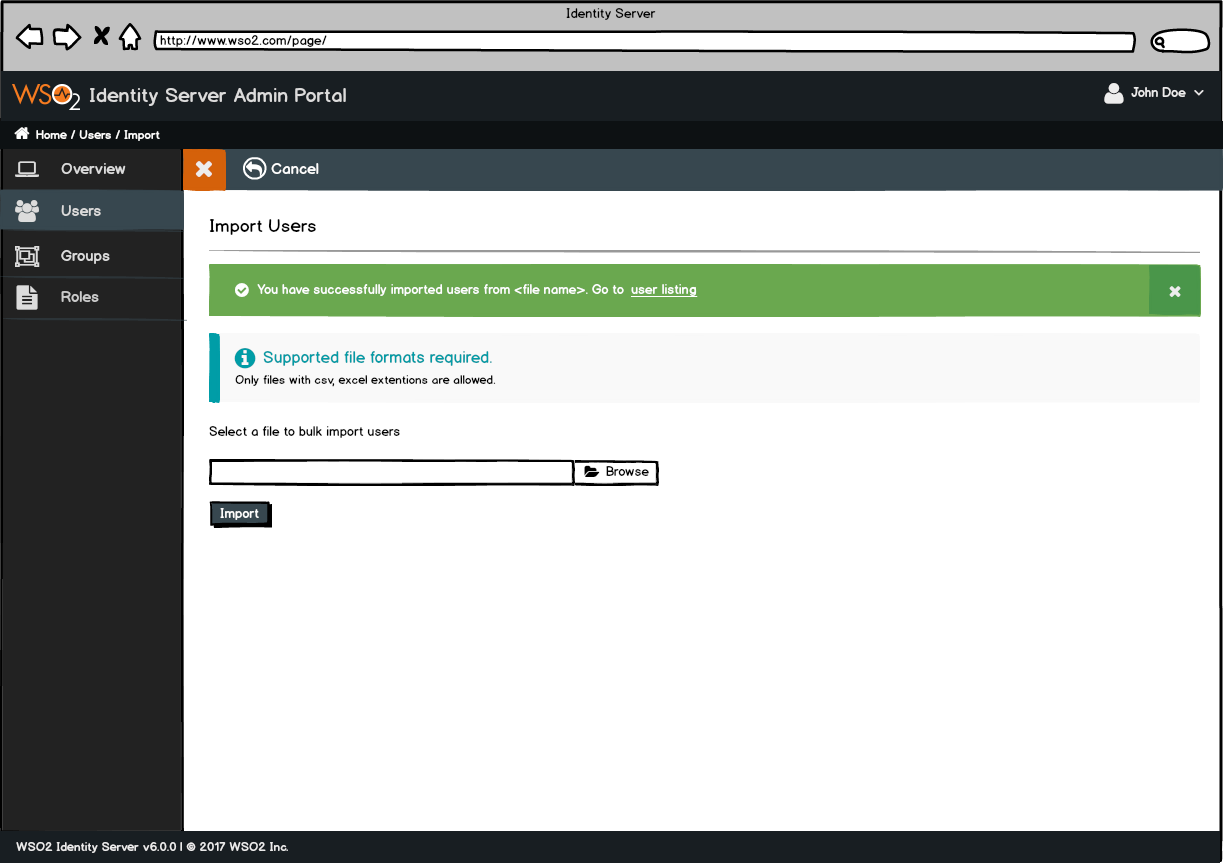 Identity Server
http://www.wso2.com/page/
WSO2 Identity Server Admin Portal
John Doe
Home / Users / Import
Overview
Cancel
Users
Import Users
Groups
You have successfully imported users from <file name>. Go to user listing
Roles
Supported file formats required.
Only files with csv, excel extentions are allowed.
Select a file to bulk import users
Browse
Import
WSO2 Identity Server v6.0.0 | © 2017 WSO2 Inc.